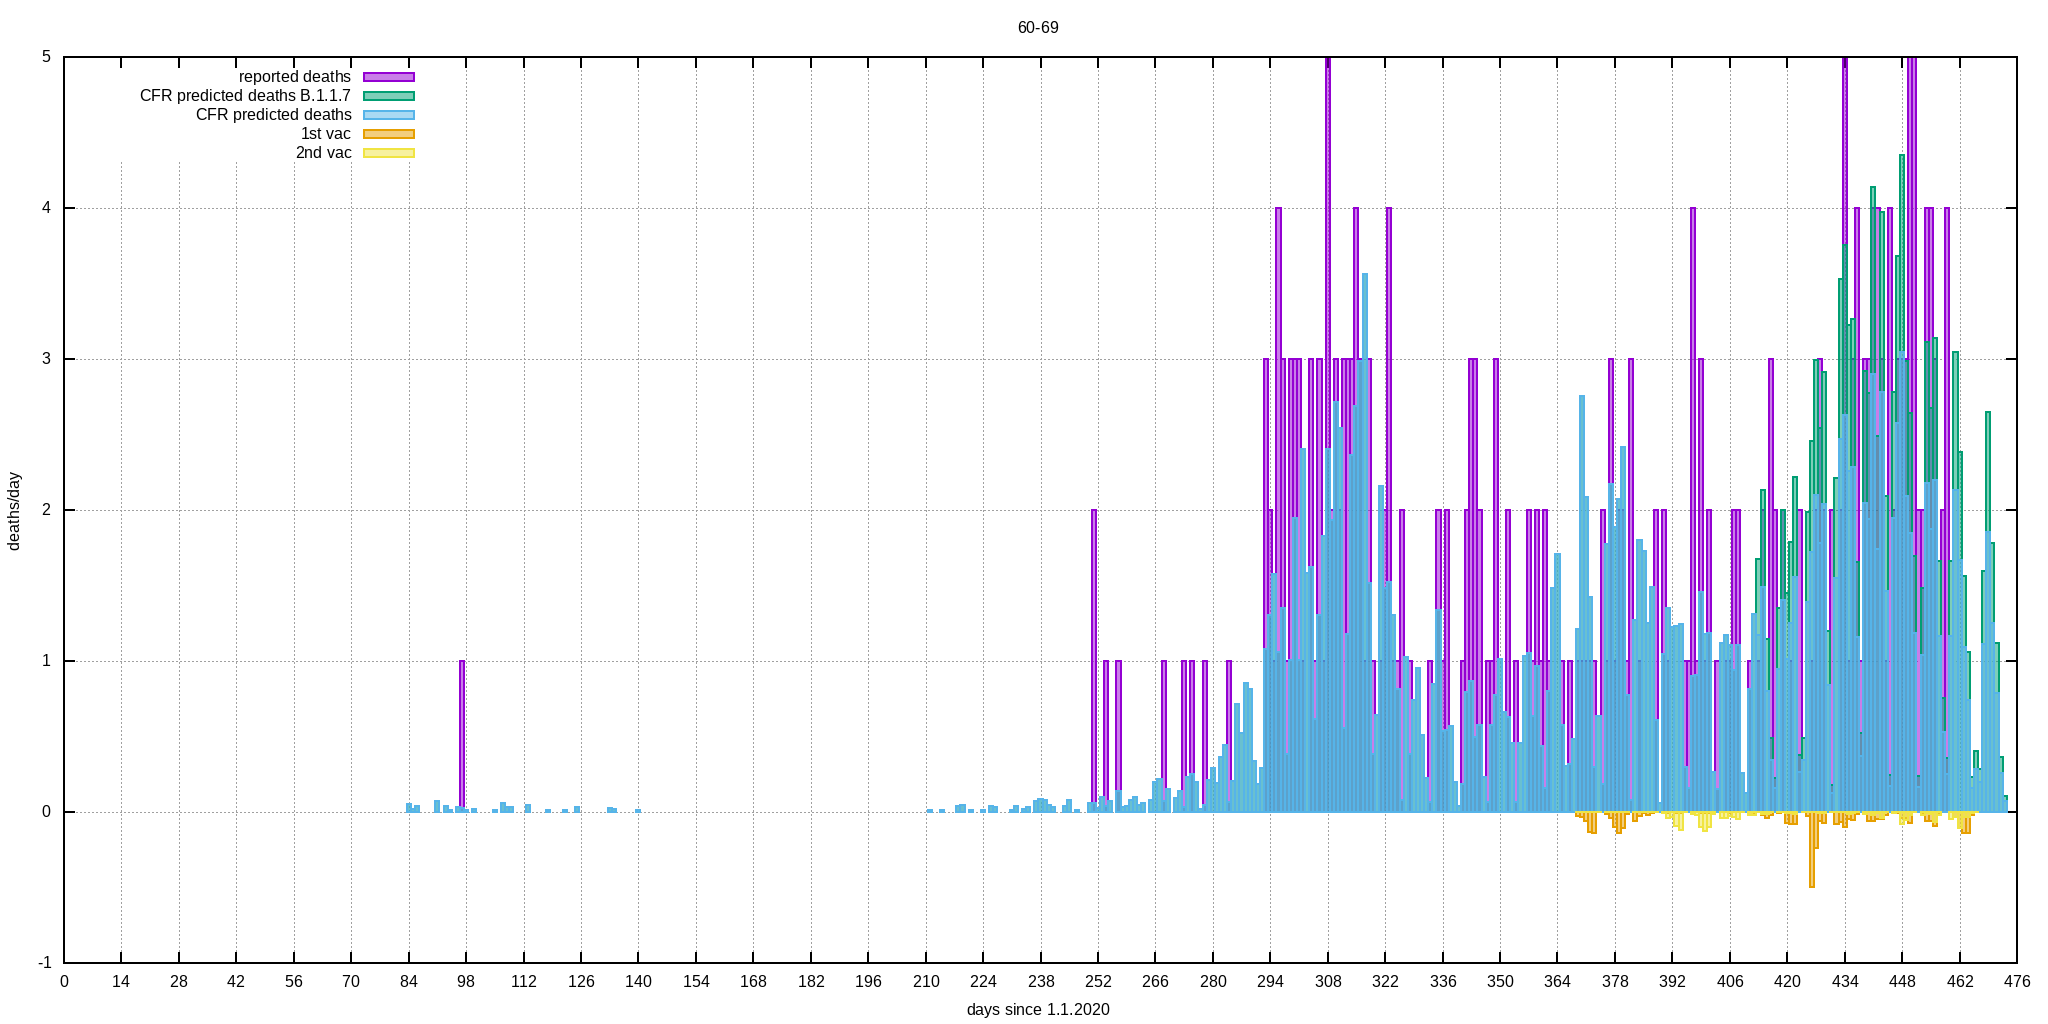 60-69
reported deaths
CFR predicted deaths B.1.1.7
CFR predicted deaths
1st vac
2nd vac
5
4
3
2
1
0
-1
deaths/day
0 14 28 42 56 70 84 98 112 126 140 154 168 182 196 210 224 238 252 266 280 294 308 322 336 350 364 378 392 406 420 434 448 462 476
days since 1.1.2020